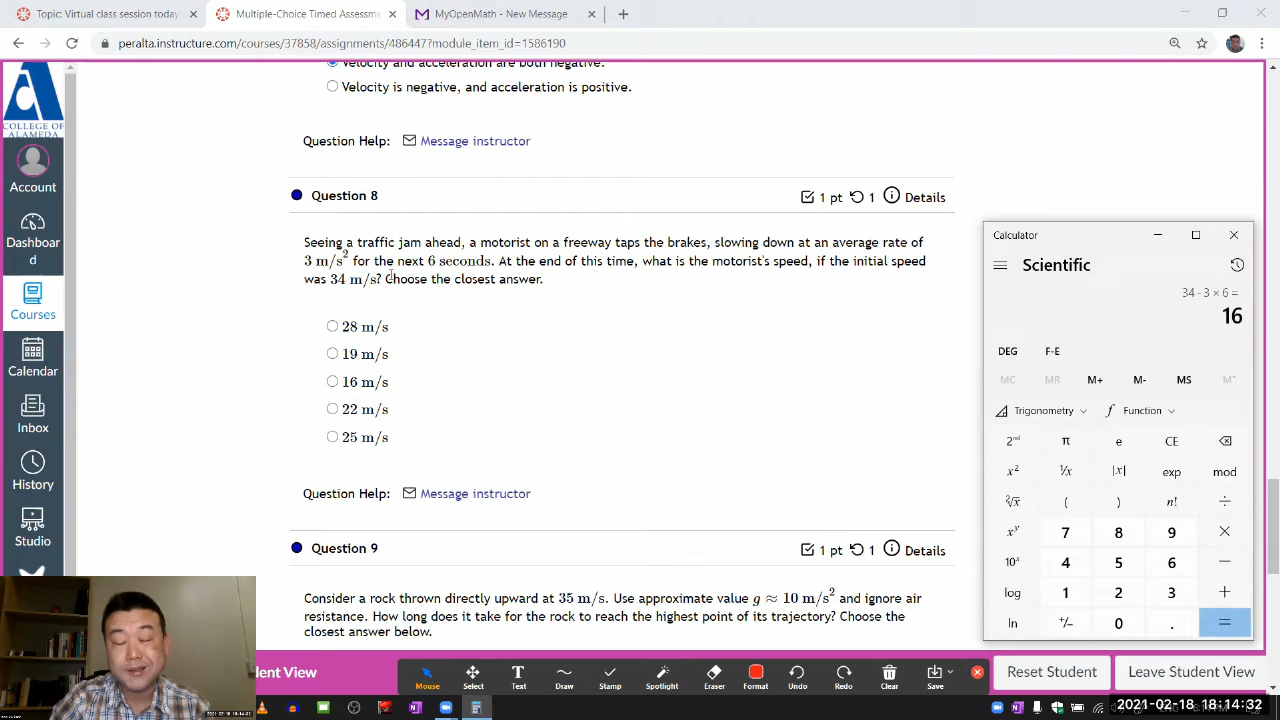 Topic: Virtual class session today
Multiple-Choice Timed Assessme
MyOpenMath - New Message
peralta.instructure.com/courses/37858/assignments/486447?module_item_id=1586190
COLLEGE OF
ALAMEDA
Account
Dashboar
d
Courses
Calendar
Inbox
History
Studio
Velocity and acceleration are both negative.
Velocity is negative, and acceleration is positive.
Question Help: Message instructor
Question 8
1 pt 1 Details
Seeing a traffic jam ahead, a motorist on a freeway taps the brakes, slowing down at an average rate of
3 m/s² for the next 6 seconds. At the end of this time, what is the motorist's speed, if the initial speed
was 34 m/s? Choose the closest answer.
28 m/s
19 m/s
16 m/s
22 m/s
25 m/s
Question Help: Message instructor
Question 9
1 pt 1 Details
Consider a rock thrown directly upward at 35 m/s. Use approximate value g ≈ 10 m/s² and ignore air
resistance. How long does it take for the rock to reach the highest point of its trajectory? Choose the
closest answer below.
Calculator
Scientific
34 - 3 × 6 =
16
DEG F-E
MC MR M+ M- MS M˅
Trigonometry f Function
2ⁿᵈ π e CE
x² ¹/x |x| exp mod
²√x ( ) n! ÷
xʸ 7 8 9 ×
10ˣ 4 5 6 −
log 1 2 3 +
ln +/− 0 . =
dent View
Mouse Select Text Draw Stamp Spotlight Eraser Format Undo Redo Clear Save
Reset Student
Leave Student View
2021-02-18 18:14:32